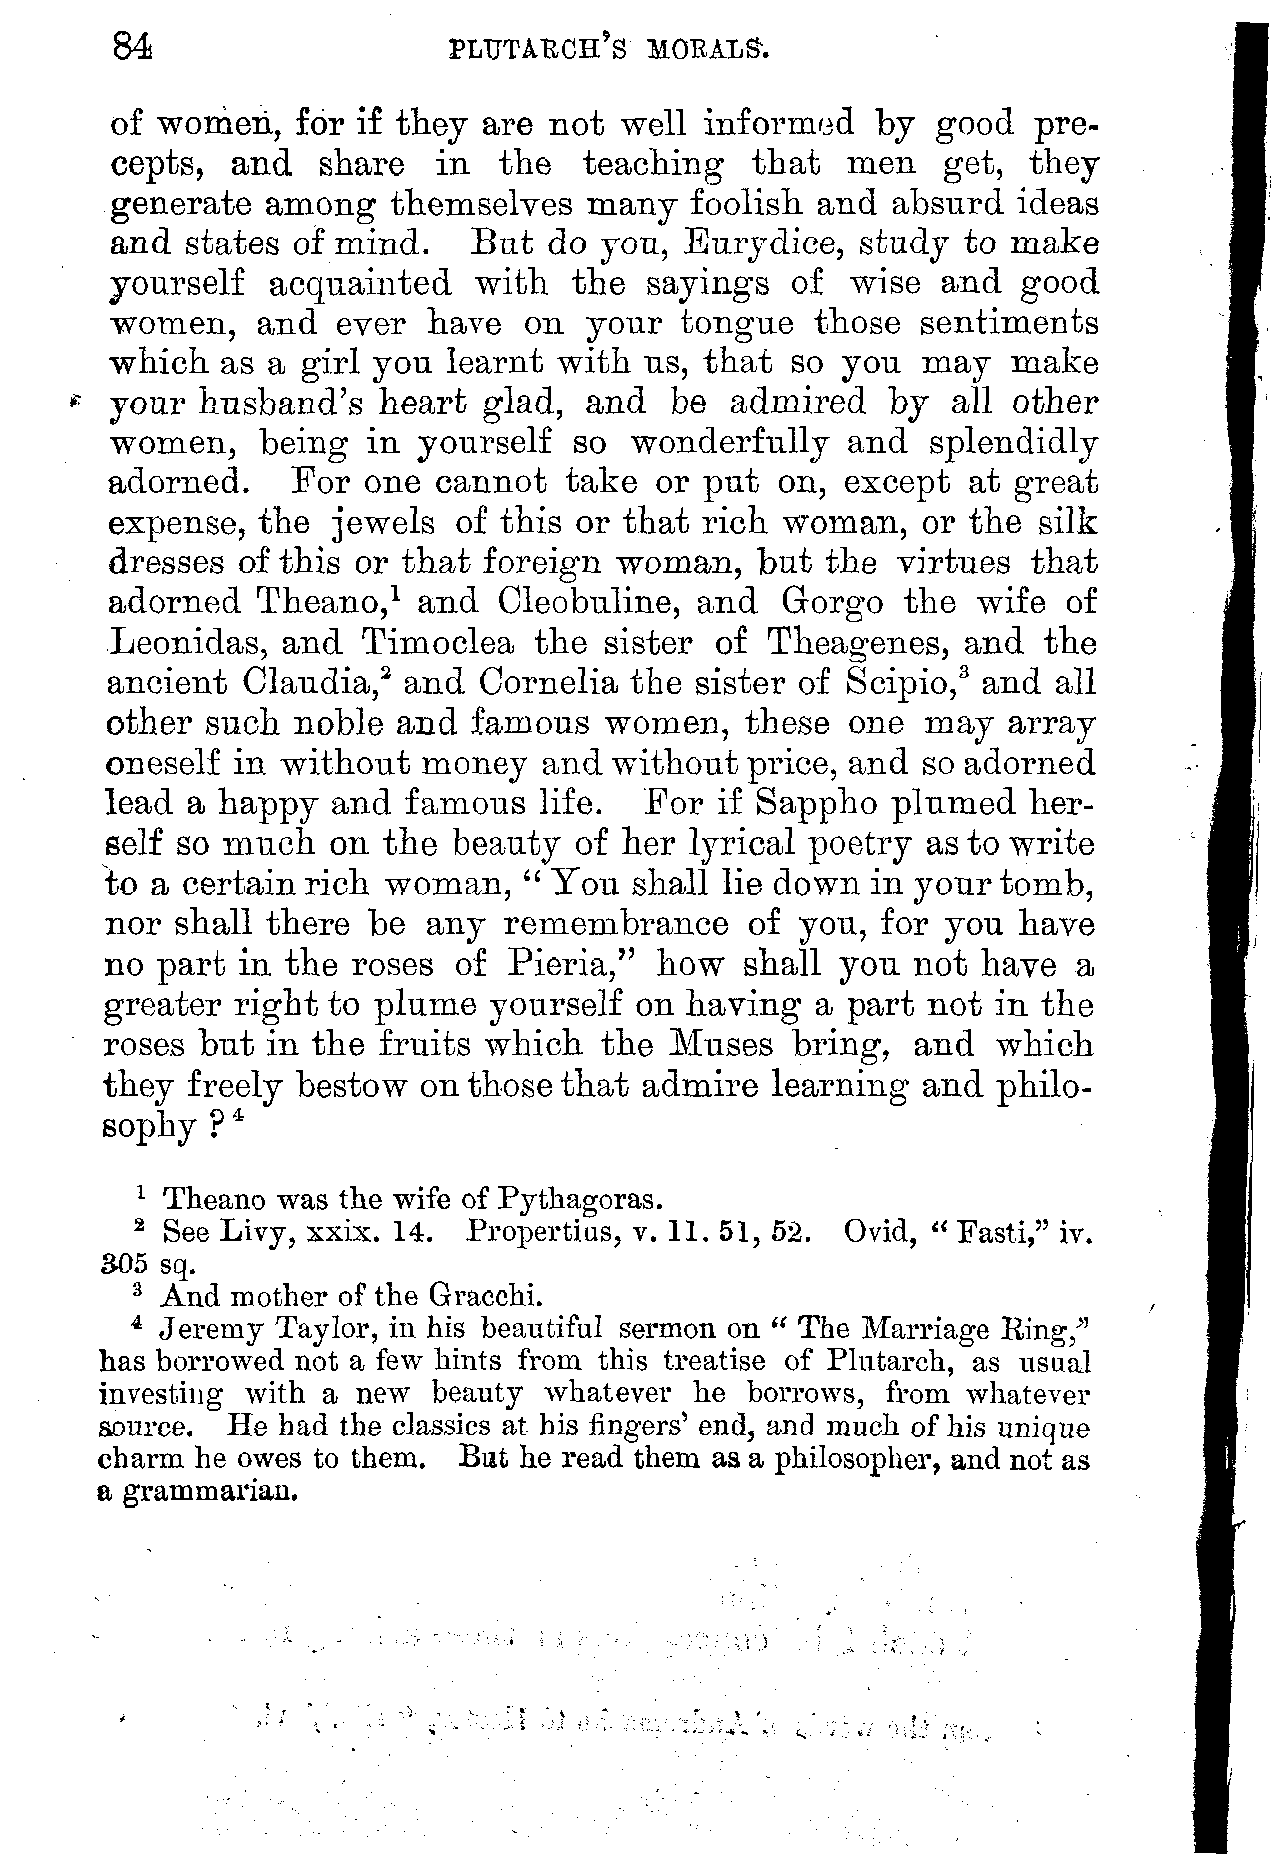 84 PLUTARCH'S MORALS.
of women, for if they are not well informed by good pre-
cepts, and share in the teaching that men get, they
generate among themselves many foolish and absurd ideas
and states of mind. But do you, Eurydice, study to make
yourself acquainted with the sayings of wise and good
women, and ever have on your tongue those sentiments
which as a girl you learnt with us, that so you may make
your husband's heart glad, and be admired by all other
women, being in yourself so wonderfully and splendidly
adorned. For one cannot take or put on, except at great
expense, the jewels of this or that rich woman, or the silk
dresses of this or that foreign woman, but the virtues that
adorned Theano,¹ and Cleobuline, and Gorgo the wife of
Leonidas, and Timoclea the sister of Theagenes, and the
ancient Claudia,² and Cornelia the sister of Scipio,³ and all
other such noble and famous women, these one may array
oneself in without money and without price, and so adorned
lead a happy and famous life. For if Sappho plumed her-
self so much on the beauty of her lyrical poetry as to write
to a certain rich woman, "You shall lie down in your tomb,
nor shall there be any remembrance of you, for you have
no part in the roses of Pieria," how shall you not have a
greater right to plume yourself on having a part not in the
roses but in the fruits which the Muses bring, and which
they freely bestow on those that admire learning and philo-
sophy ?⁴
¹ Theano was the wife of Pythagoras.
² See Livy, xxix. 14. Propertius, v. 11. 51, 52. Ovid, "Fasti," iv.
305 sq.
³ And mother of the Gracchi.
⁴ Jeremy Taylor, in his beautiful sermon on "The Marriage Ring,"
has borrowed not a few hints from this treatise of Plutarch, as usual
investing with a new beauty whatever he borrows, from whatever
source. He had the classics at his fingers' end, and much of his unique
charm he owes to them. But he read them as a philosopher, and not as
a grammarian.